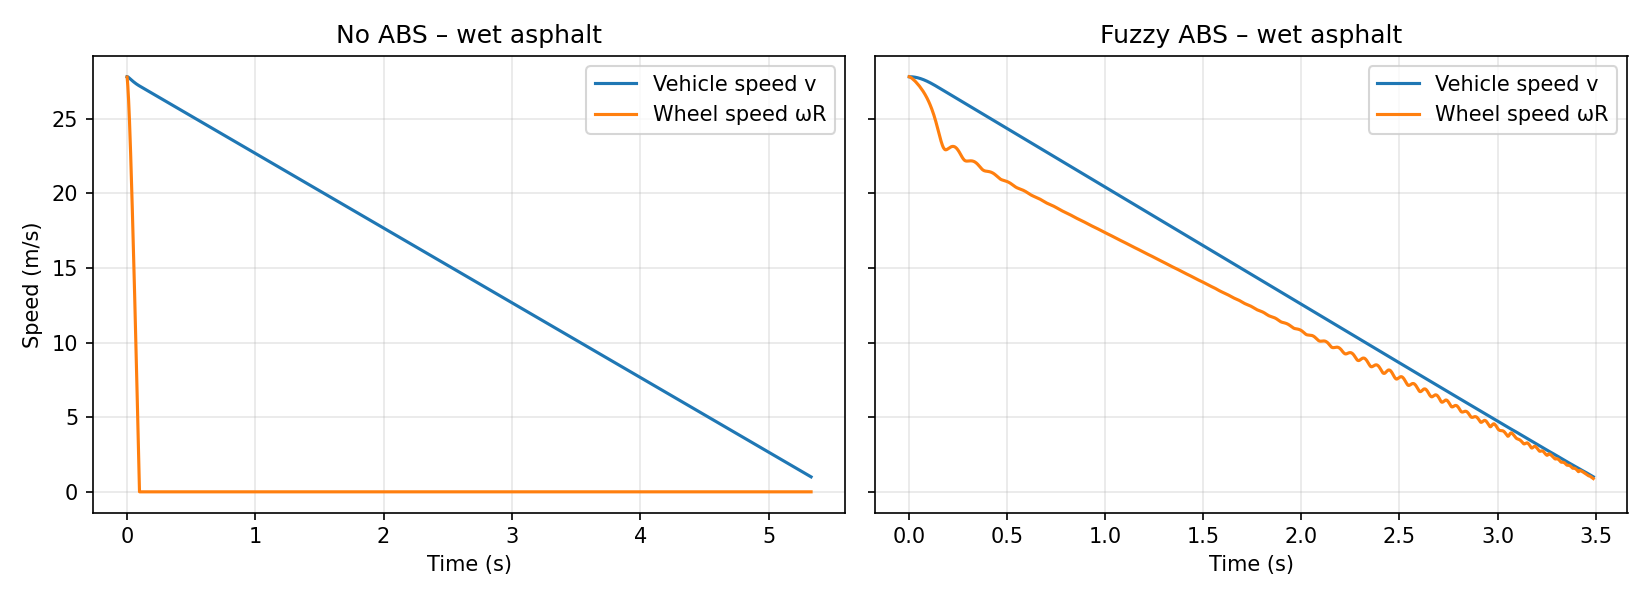 No ABS – wet asphalt
Vehicle speed v
Wheel speed ωR
Speed (m/s)
25
20
15
10
5
0
0 1 2 3 4 5
Time (s)
Fuzzy ABS – wet asphalt
Vehicle speed v
Wheel speed ωR
0.0 0.5 1.0 1.5 2.0 2.5 3.0 3.5
Time (s)